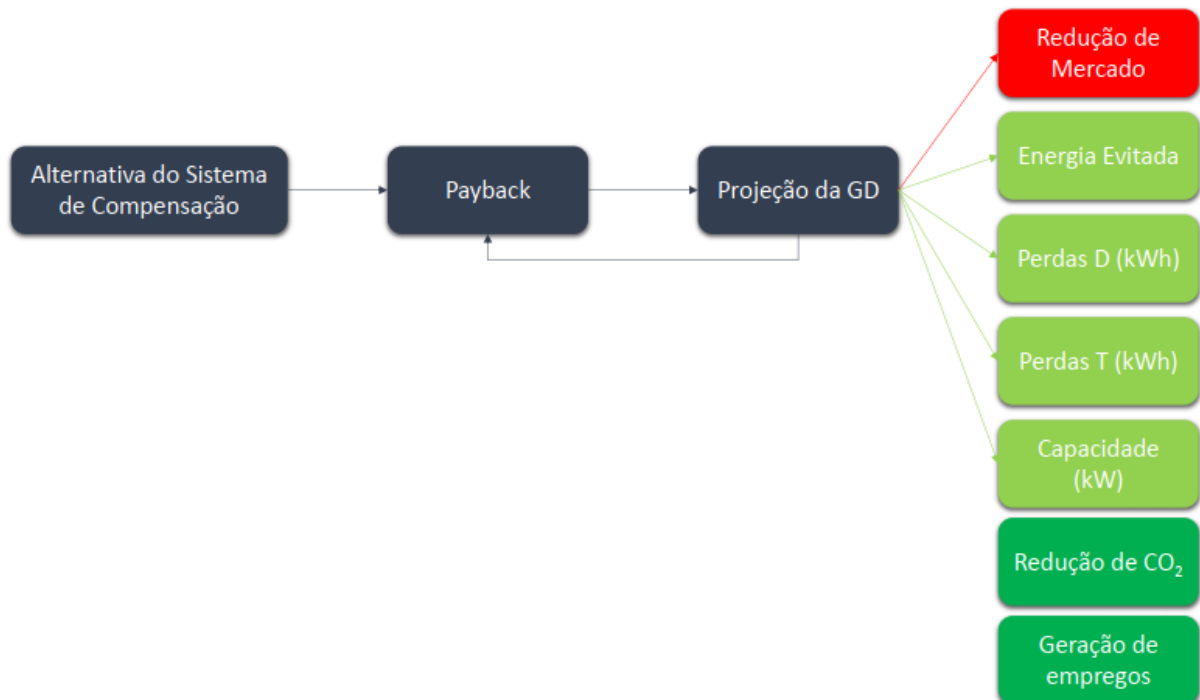 Alternativa do Sistema
de Compensação
Payback
Projeção da GD
Redução de
Mercado
Energia Evitada
Perdas D (kWh)
Perdas T (kWh)
Capacidade
(kW)
Redução de CO₂
Geração de
empregos